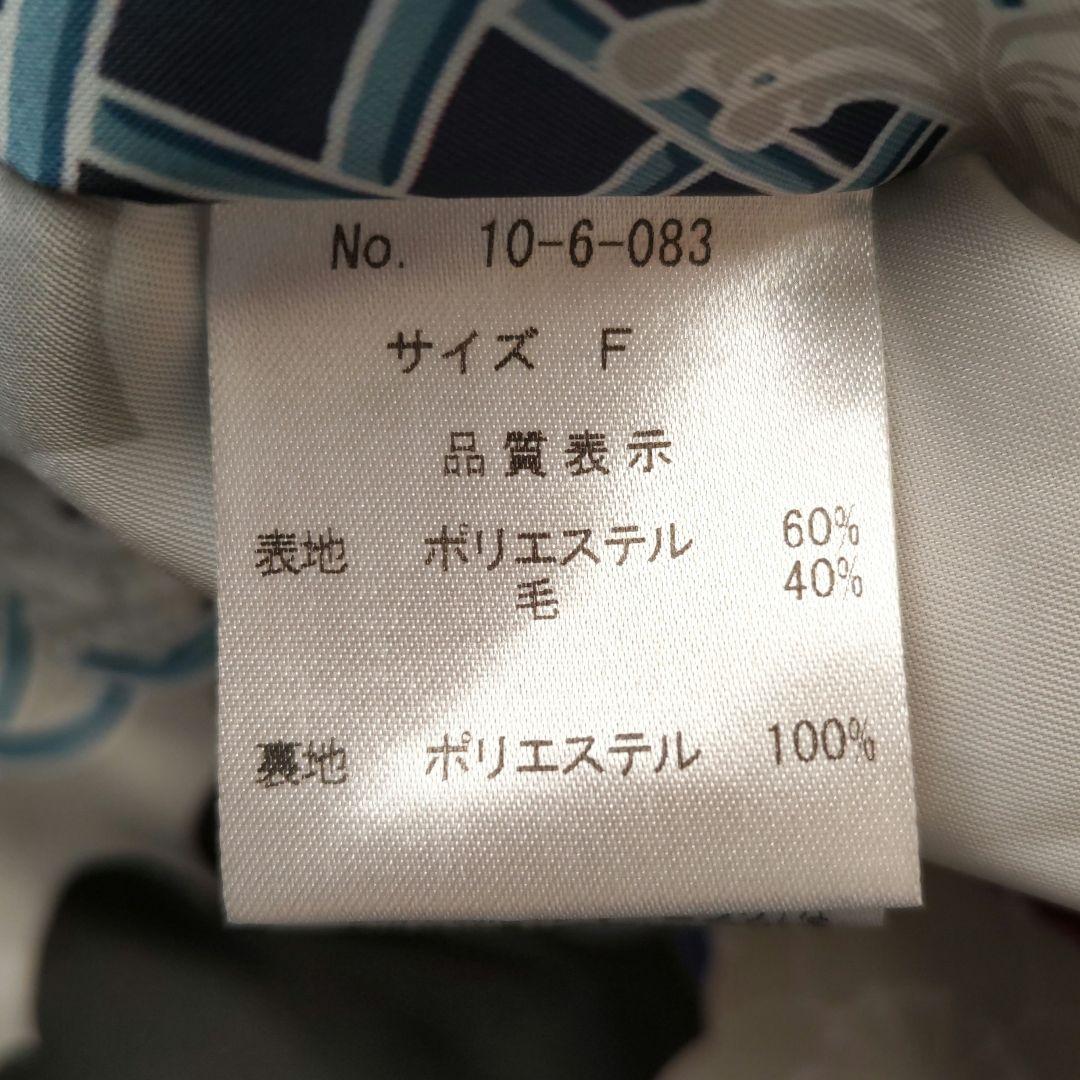 No. 10-6-083
サイズ F
品質表示
表地 ポリエステル 60%
毛 40%
裏地 ポリエステル 100%